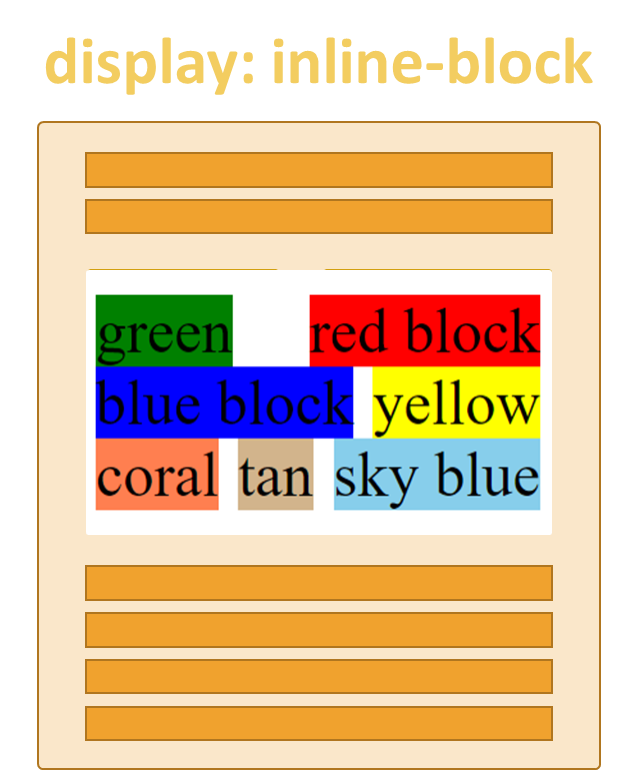 display: inline-block
green red block
blue block yellow
coral tan sky blue